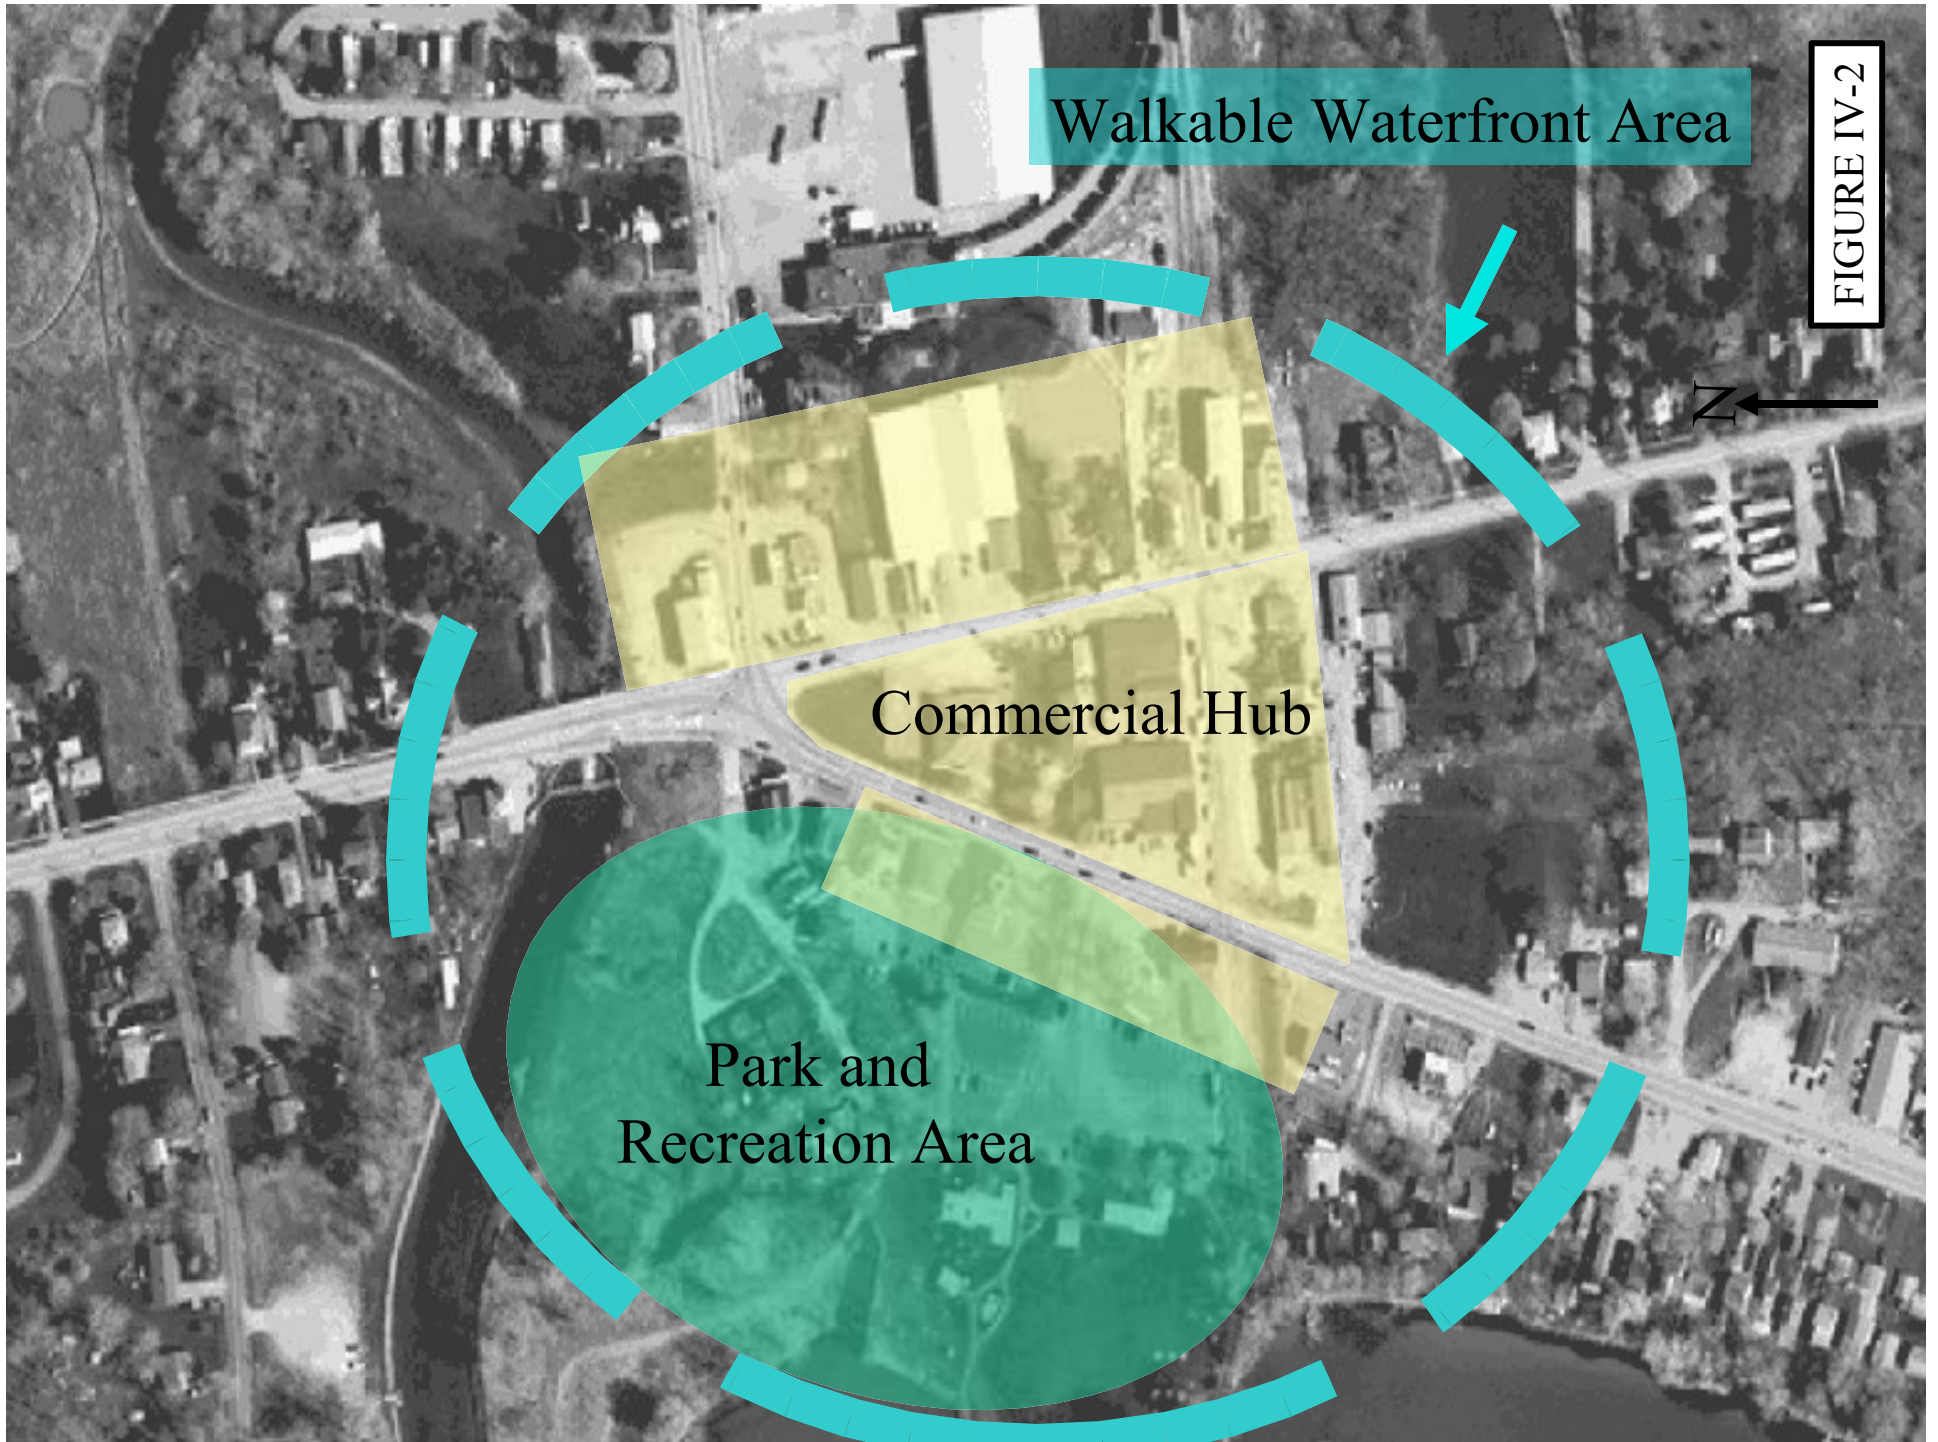 Walkable Waterfront Area
FIGURE IV-2
N
Commercial Hub
Park and
Recreation Area